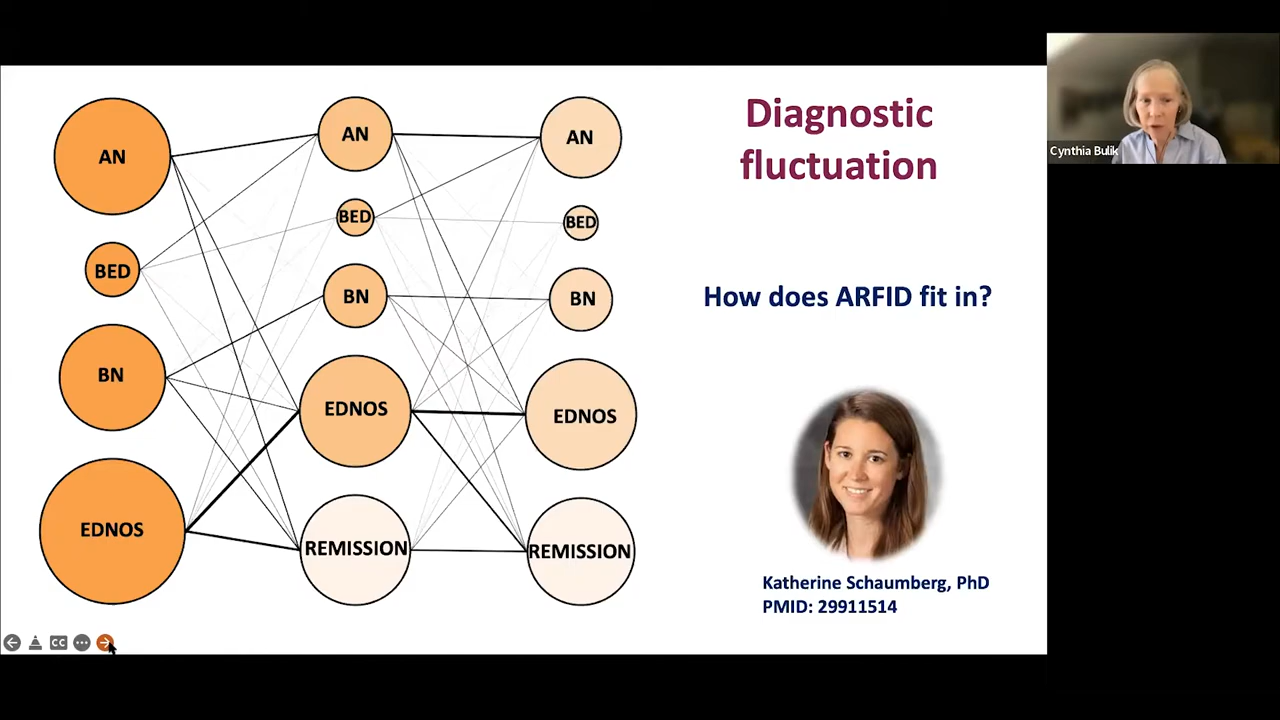 AN
BED
BN
EDNOS
AN
BED
BN
EDNOS
REMISSION
AN
BED
BN
EDNOS
REMISSION
Diagnostic
fluctuation
How does ARFID fit in?
Katherine Schaumberg, PhD
PMID: 29911514
Cynthia Bulik
CC